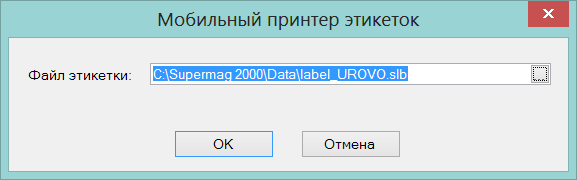 Мобильный принтер этикеток
Файл этикетки: C:\Supermag 2000\Data\label_UROVO.slb ...
OK Отмена